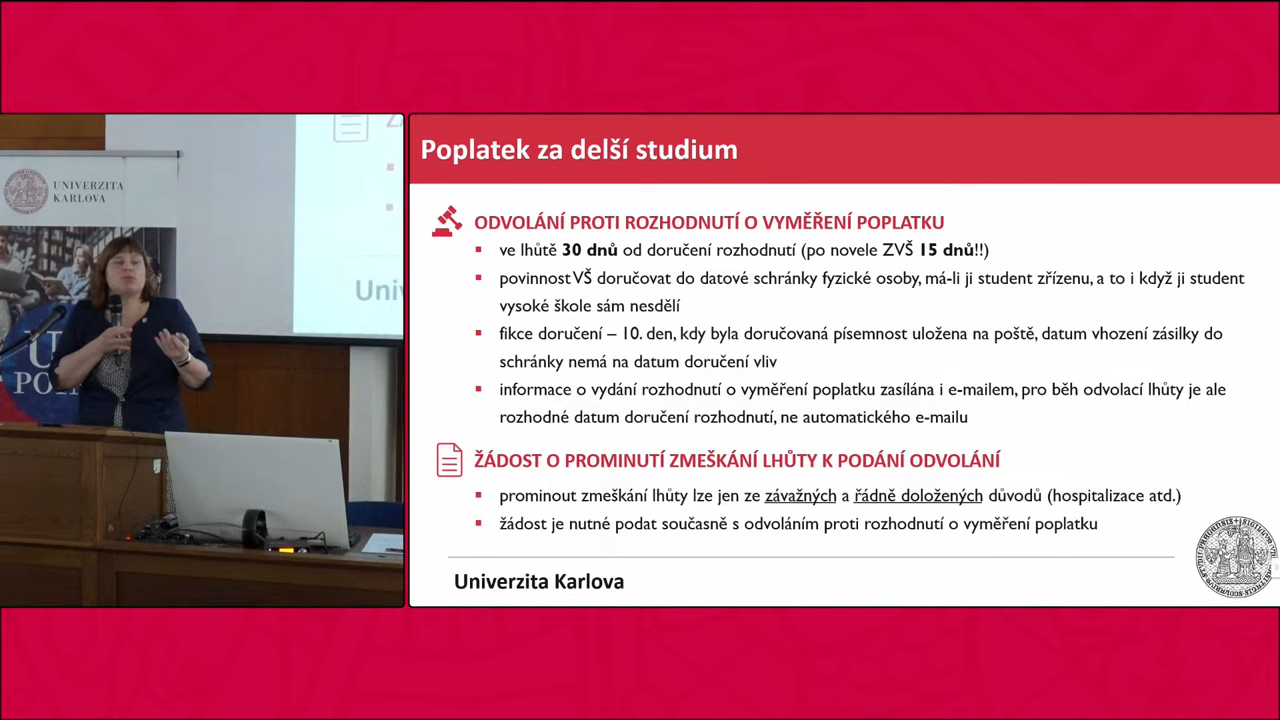 UNIVERZITA
KARLOVA
Poplatek za delší studium
ODVOLÁNÍ PROTI ROZHODNUTÍ O VYMĚŘENÍ POPLATKU
ve lhůtě 30 dnů od doručení rozhodnutí (po novele ZVŠ 15 dnů!!)
povinnost VŠ doručovat do datové schránky fyzické osoby, má-li ji student zřízenu, a to i když ji student
vysoké škole sám nesdělí
fikce doručení – 10. den, kdy byla doručovaná písemnost uložena na poště, datum vhození zásilky do
schránky nemá na datum doručení vliv
informace o vydání rozhodnutí o vyměření poplatku zasílána i e-mailem, pro běh odvolací lhůty je ale
rozhodné datum doručení rozhodnutí, ne automatického e-mailu
ŽÁDOST O PROMINUTÍ ZMEŠKÁNÍ LHŮTY K PODÁNÍ ODVOLÁNÍ
prominout zmeškání lhůty lze jen ze závažných a řádně doložených důvodů (hospitalizace atd.)
žádost je nutné podat současně s odvoláním proti rozhodnutí o vyměření poplatku
Univerzita Karlova